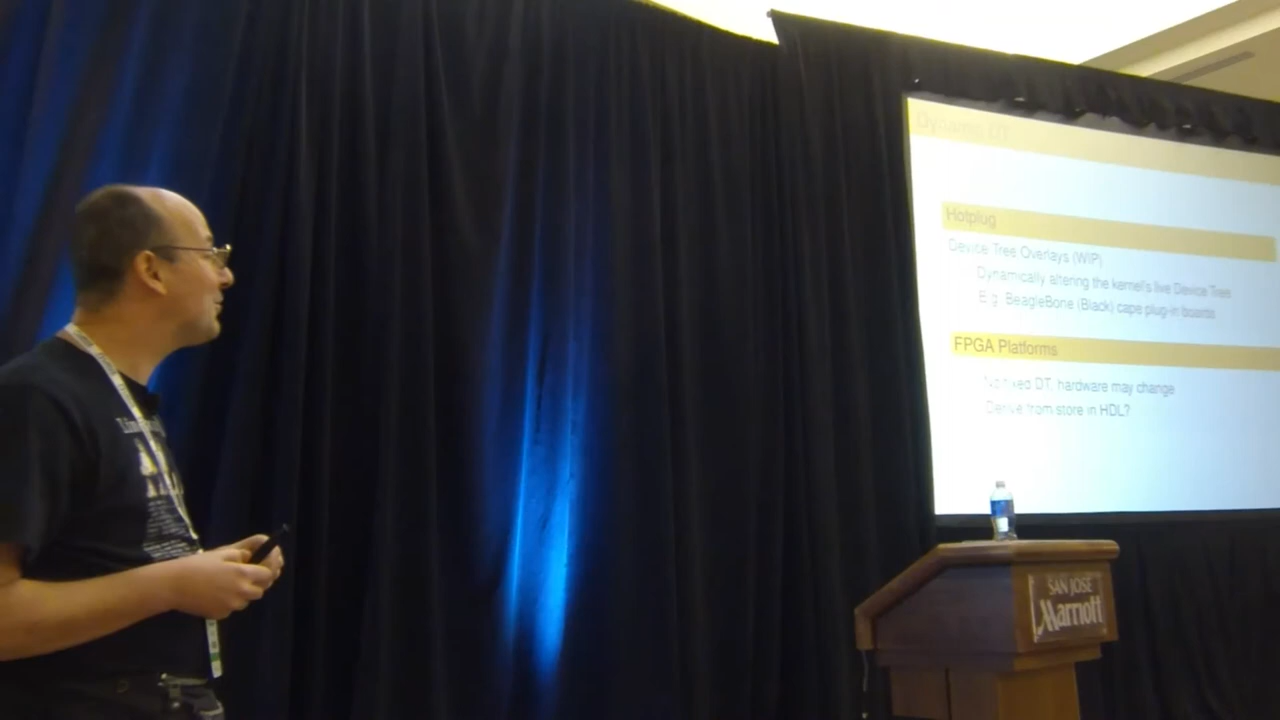 Dynamic DT
Hotplug
Device Tree Overlays (WIP)
Dynamically altering the kernel's live Device Tree
E.g. BeagleBone (Black) cape plug-in boards
FPGA Platforms
No fixed DT, hardware may change
Derive from store in HDL?
SAN JOSE
Marriott